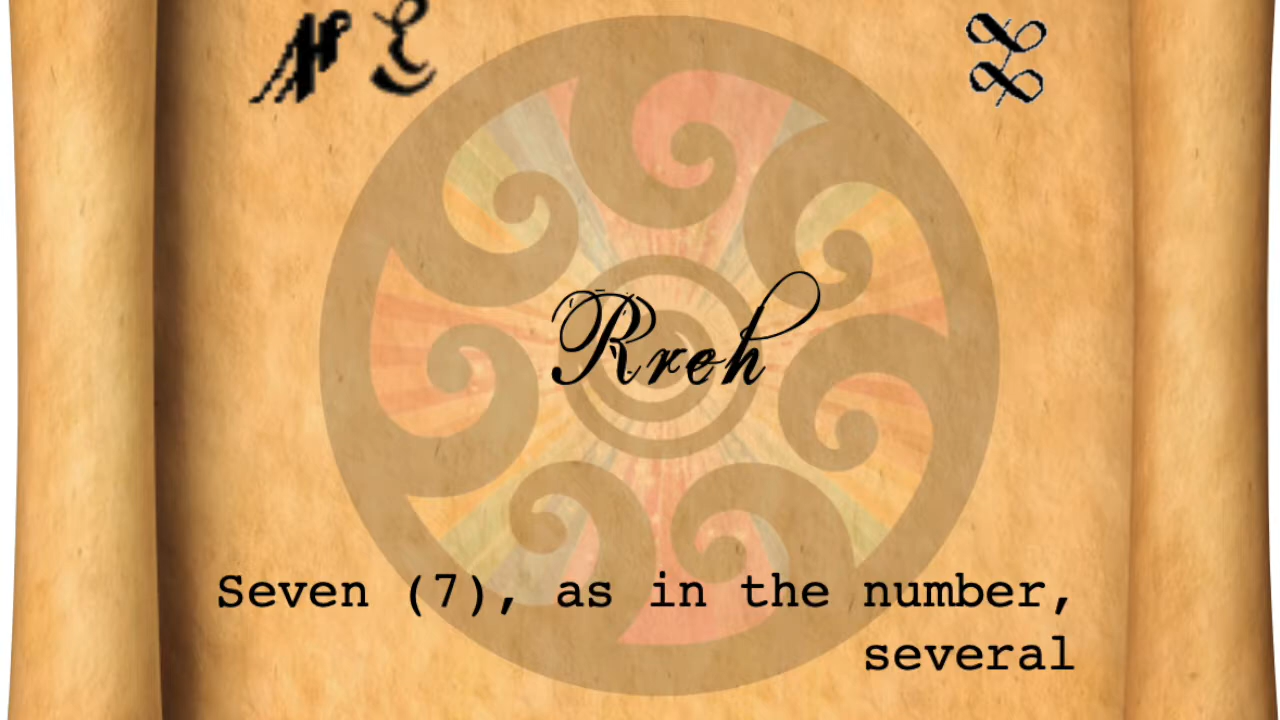 Rreh
Seven (7), as in the number,
several